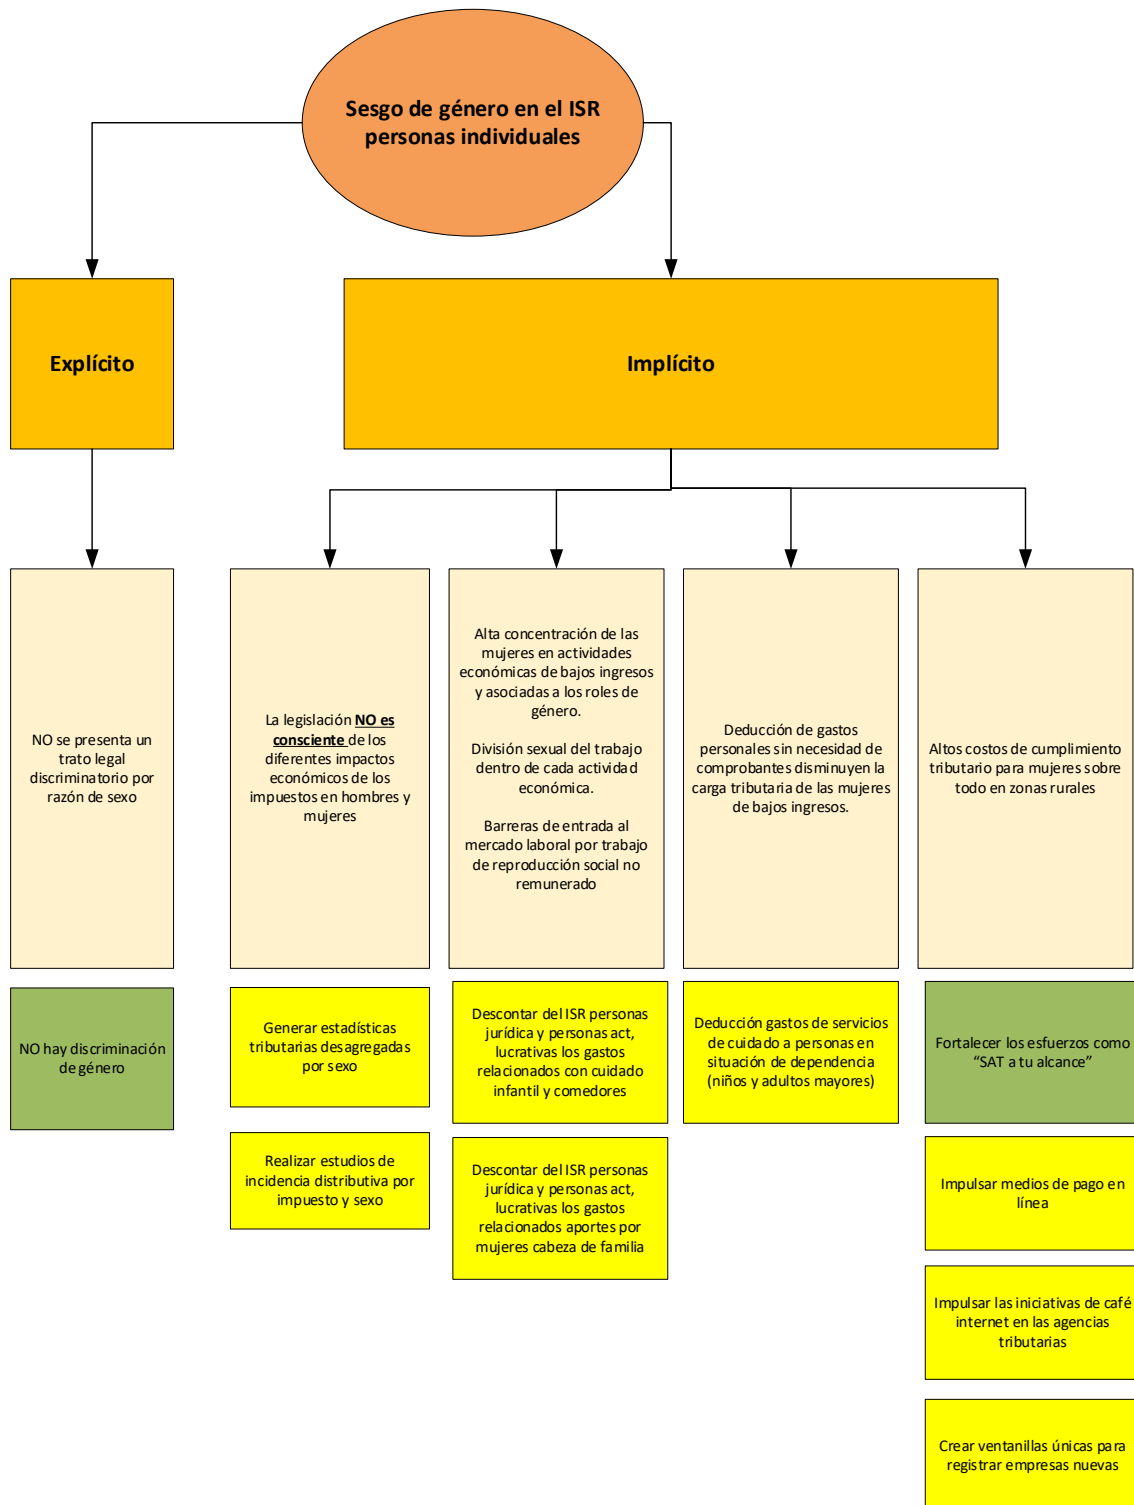 Sesgo de género en el ISR
personas individuales
Explícito
Implícito
NO se presenta un
trato legal
discriminatorio por
razón de sexo
La legislación NO es
consciente de los
diferentes impactos
económicos de los
impuestos en hombres y
mujeres
Alta concentración de las
mujeres en actividades
económicas de bajos ingresos
y asociadas a los roles de
género.
División sexual del trabajo
dentro de cada actividad
económica.
Barreras de entrada al
mercado laboral por trabajo
de reproducción social no
remunerado
Deducción de gastos
personales sin necesidad de
comprobantes disminuyen la
carga tributaria de las mujeres
de bajos ingresos.
Altos costos de cumplimiento
tributario para mujeres sobre
todo en zonas rurales
NO hay discriminación
de género
Generar estadísticas
tributarias desagregadas
por sexo
Realizar estudios de
incidencia distributiva por
impuesto y sexo
Descontar del ISR personas
jurídica y personas act,
lucrativas los gastos
relacionados con cuidado
infantil y comedores
Descontar del ISR personas
jurídica y personas act,
lucrativas los gastos
relacionados aportes por
mujeres cabeza de familia
Deducción gastos de servicios
de cuidado a personas en
situación de dependencia
(niños y adultos mayores)
Fortalecer los esfuerzos como
“SAT a tu alcance”
Impulsar medios de pago en
línea
Impulsar las iniciativas de café
internet en las agencias
tributarias
Crear ventanillas únicas para
registrar empresas nuevas